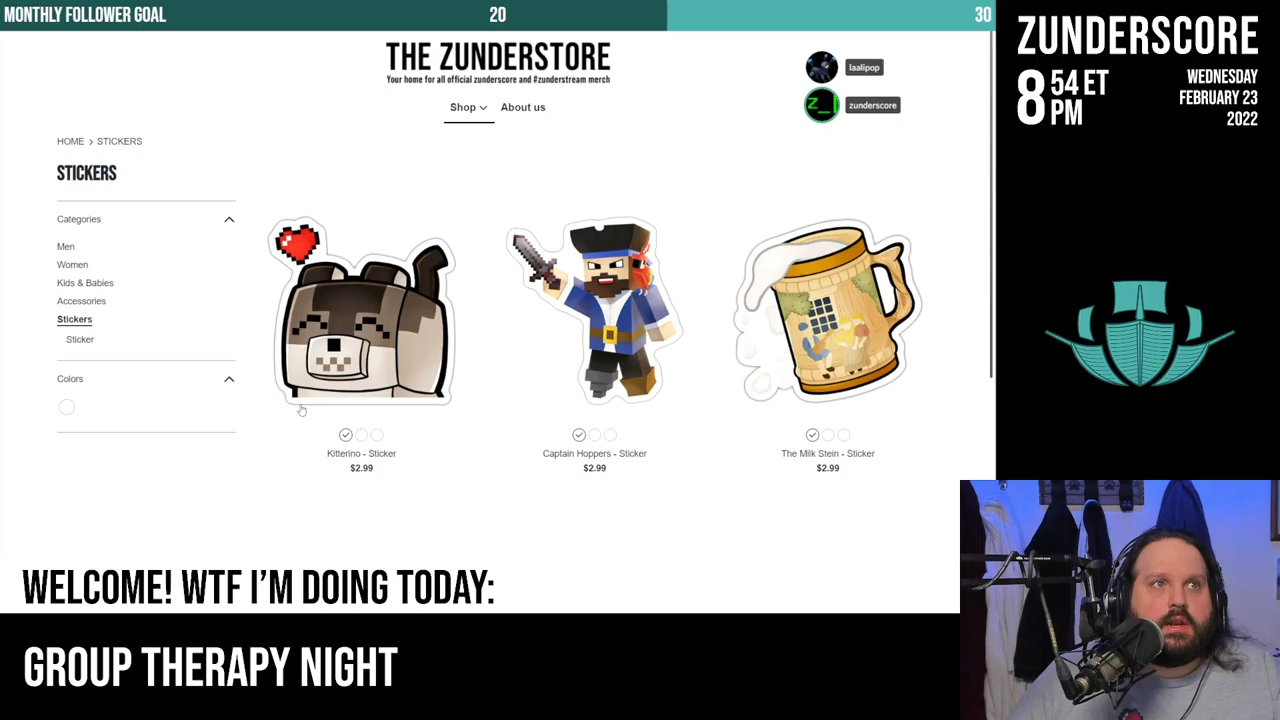 MONTHLY FOLLOWER GOAL 20 30
ZUNDERSCORE
8 54 ET PM
WEDNESDAY
FEBRUARY 23
2022
THE ZUNDERSTORE
Your home for all official zunderscore and #zunderstream merch
Shop About us
laalipop
z_
zunderscore
HOME > STICKERS
STICKERS
Categories
Men
Women
Kids & Babies
Accessories
Stickers
Sticker
Colors
Kitterino - Sticker
$2.99
Captain Hoppers - Sticker
$2.99
The Milk Stein - Sticker
$2.99
WELCOME! WTF I'M DOING TODAY:
GROUP THERAPY NIGHT